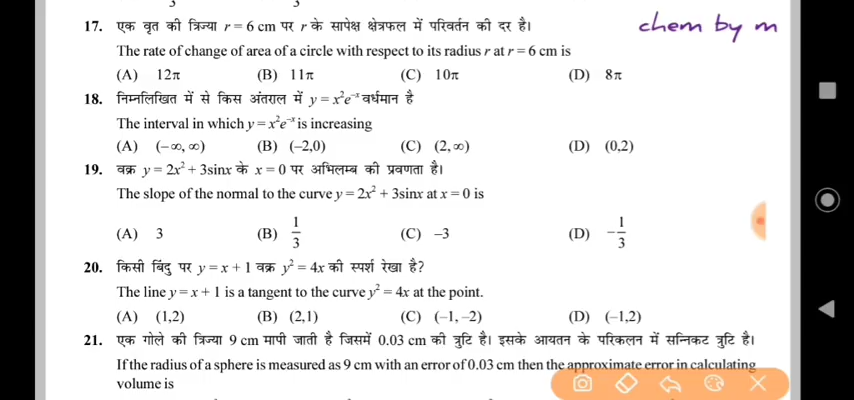 chem by m
17. एक वृत की त्रिज्या r = 6 cm पर r के सापेक्ष क्षेत्रफल में परिवर्तन की दर है।
The rate of change of area of a circle with respect to its radius r at r = 6 cm is
(A) 12π (B) 11π (C) 10π (D) 8π
18. निम्नलिखित में से किस अंतराल में y = x²e⁻ˣ वर्धमान है
The interval in which y = x²e⁻ˣ is increasing
(A) (−∞, ∞) (B) (−2,0) (C) (2, ∞) (D) (0,2)
19. वक्र y = 2x² + 3sinx के x = 0 पर अभिलम्ब की प्रवणता है।
The slope of the normal to the curve y = 2x² + 3sinx at x = 0 is
(A) 3 (B) 1/3 (C) –3 (D) −1/3
20. किसी बिंदु पर y = x + 1 वक्र y² = 4x की स्पर्श रेखा है?
The line y = x + 1 is a tangent to the curve y² = 4x at the point.
(A) (1,2) (B) (2,1) (C) (−1, −2) (D) (−1,2)
21. एक गोले की त्रिज्या 9 cm मापी जाती है जिसमें 0.03 cm की त्रुटि है। इसके आयतन के परिकलन में सन्निकट त्रुटि है।
If the radius of a sphere is measured as 9 cm with an error of 0.03 cm then the approximate error in calculating
volume is